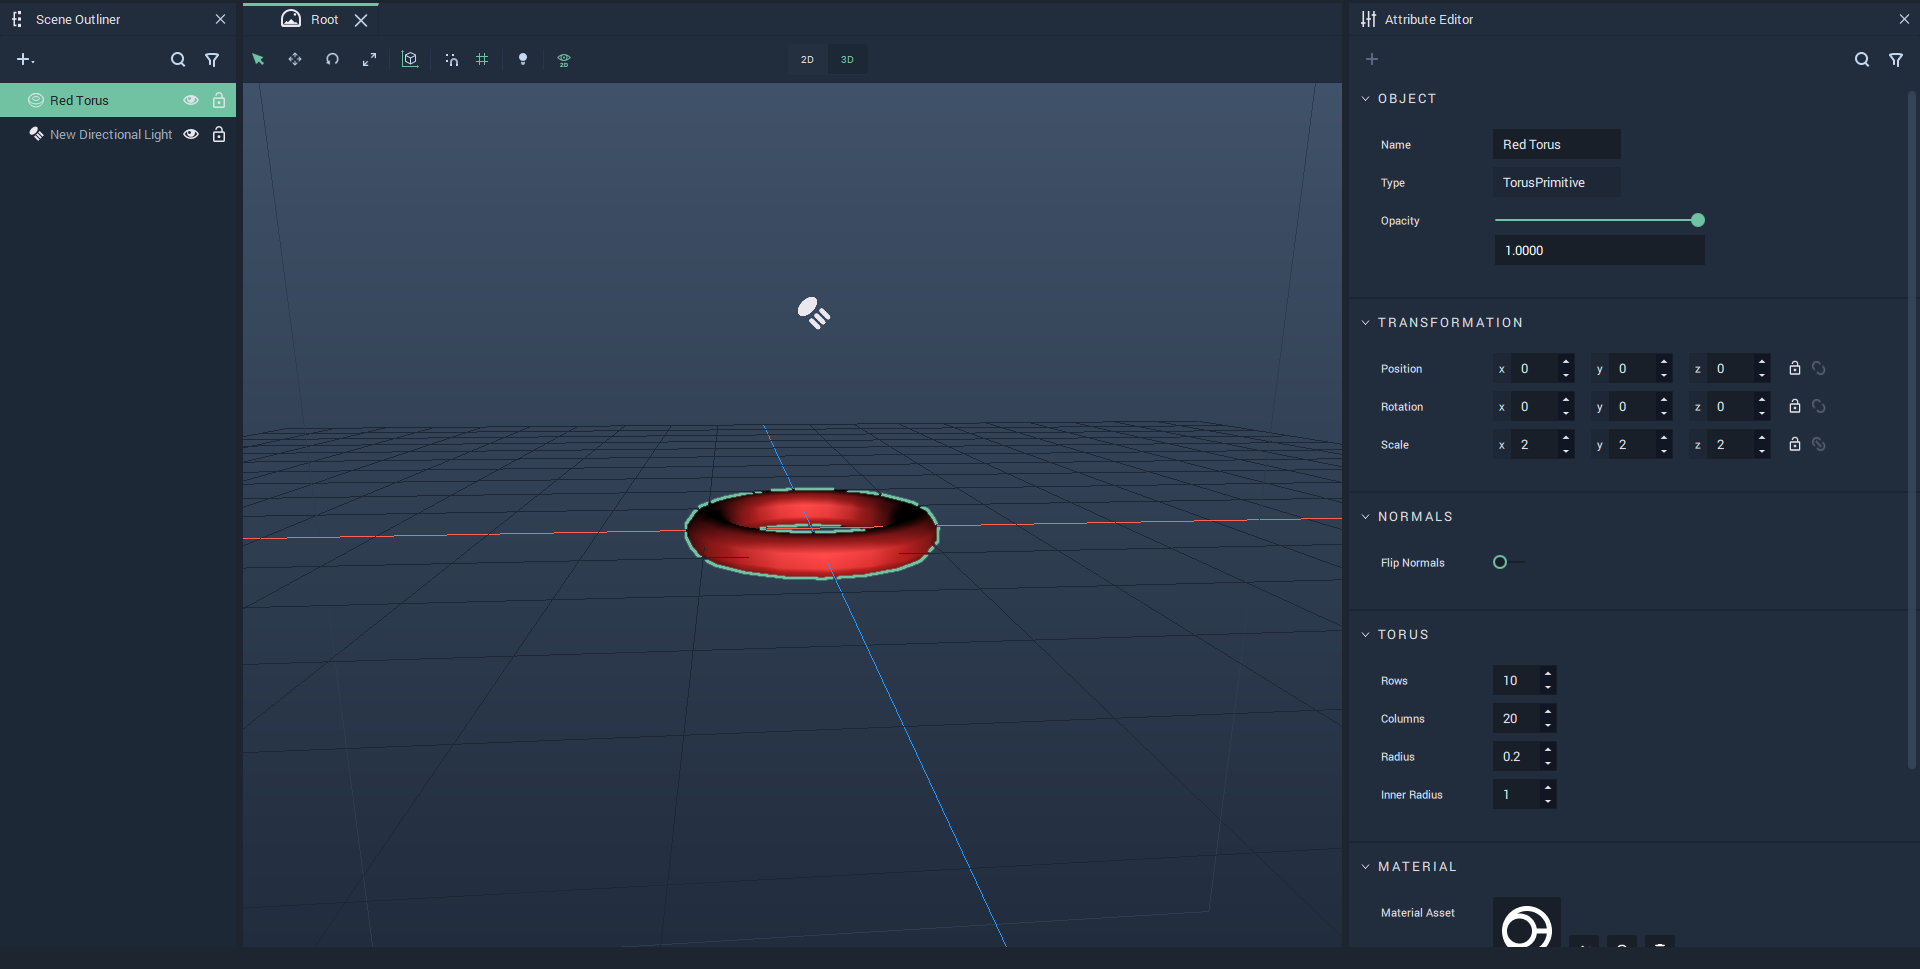 Scene Outliner
Root
Attribute Editor
2D 3D
2D
Red Torus
New Directional Light
OBJECT
Name Red Torus
Type TorusPrimitive
Opacity
1.0000
TRANSFORMATION
Position x 0 y 0 z 0
Rotation x 0 y 0 z 0
Scale x 2 y 2 z 2
NORMALS
Flip Normals
TORUS
Rows 10
Columns 20
Radius 0.2
Inner Radius 1
MATERIAL
Material Asset